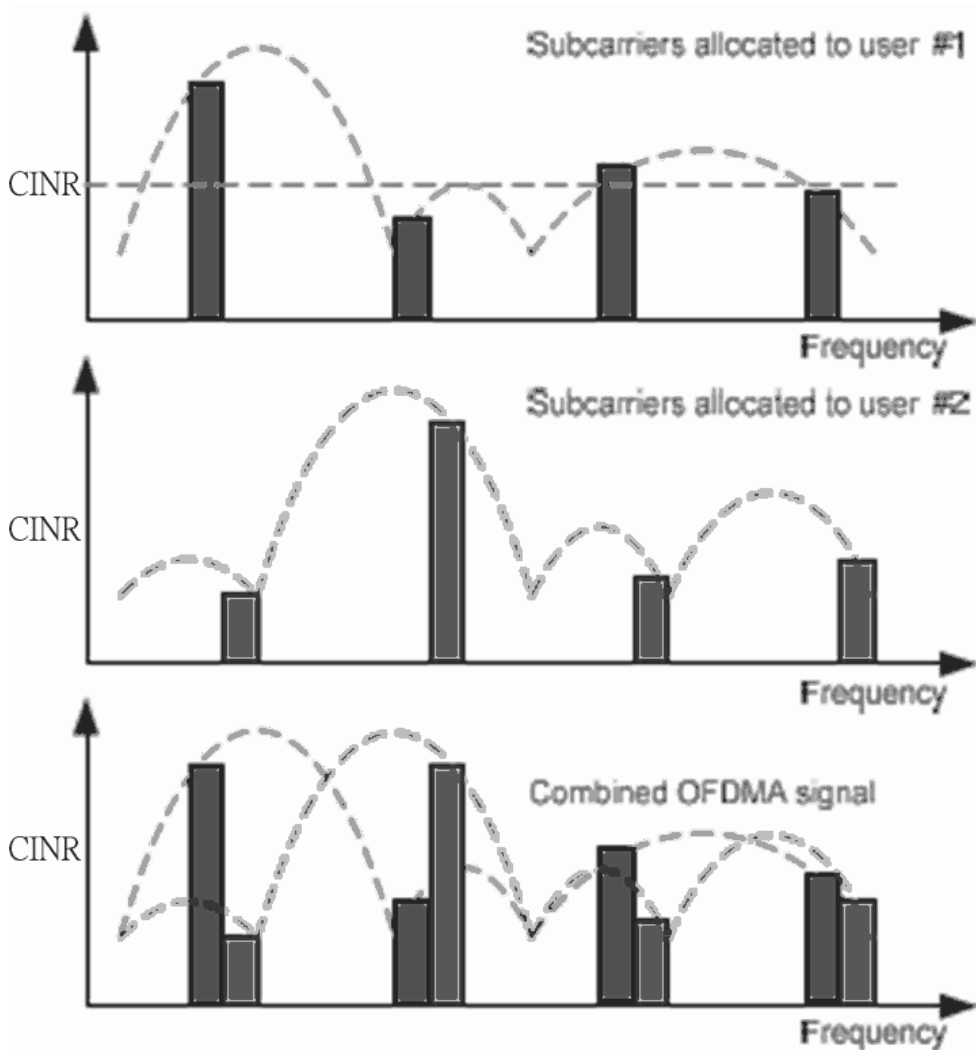 Subcarriers allocated to user #1
CINR
Frequency
Subcarriers allocated to user #2
CINR
Frequency
Combined OFDMA signal
CINR
Frequency